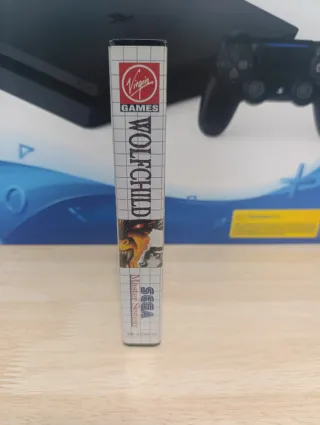 Virgin
GAMES
WOLFCHILD
SEGA
Master System